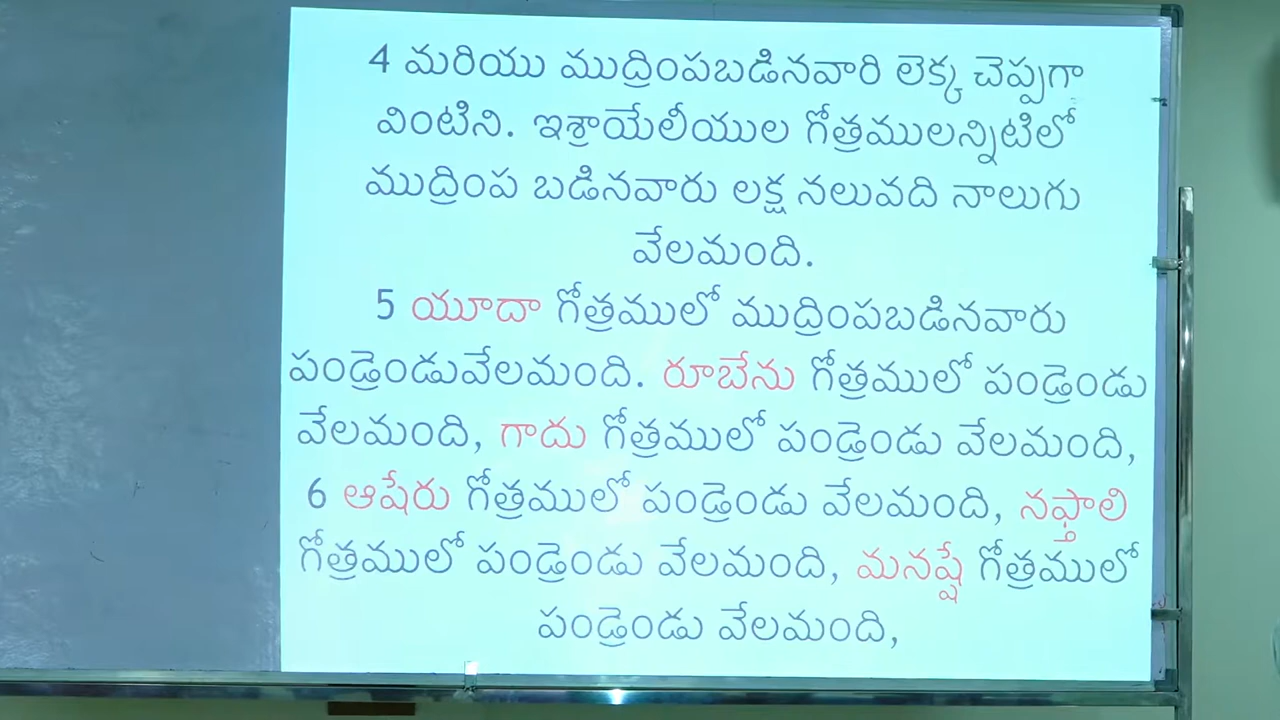 4 మరియు ముద్రింపబడినవారి లెక్క చెప్పగా
వింటిని. ఇశ్రాయేలీయుల గోత్రములన్నిటిలో
ముద్రింప బడినవారు లక్ష నలువది నాలుగు
వేలమంది.
5 యూదా గోత్రములో ముద్రింపబడినవారు
పండ్రెండువేలమంది. రూబేను గోత్రములో పండ్రెండు
వేలమంది, గాదు గోత్రములో పండ్రెండు వేలమంది,
6 ఆషేరు గోత్రములో పండ్రెండు వేలమంది, నఫ్తాలి
గోత్రములో పండ్రెండు వేలమంది, మనష్షే గోత్రములో
పండ్రెండు వేలమంది,